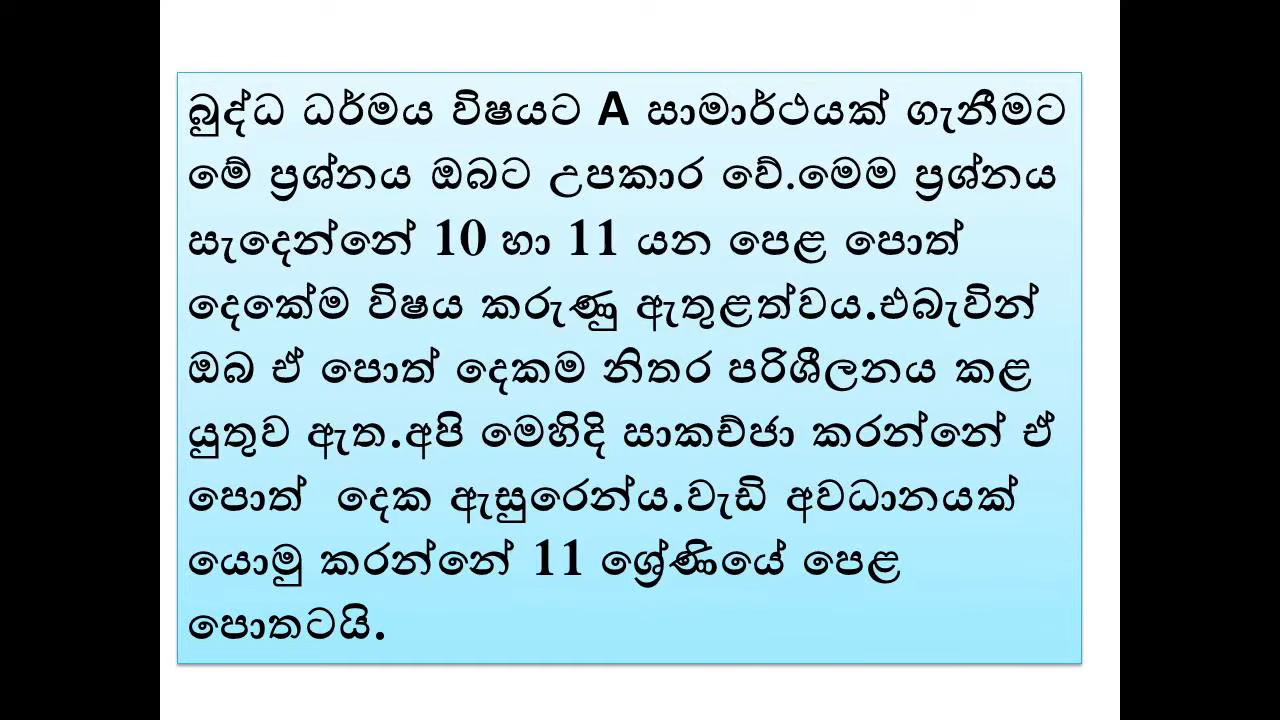 බුද්ධ ධර්මය විෂයට A සාමාර්ථයක් ගැනීමට
මේ ප්‍රශ්නය ඔබට උපකාර වේ.මෙම ප්‍රශ්නය
සැදෙන්නේ 10 හා 11 යන පෙළ පොත්
දෙකේම විෂය කරුණු ඇතුළත්වය.එබැවින්
ඔබ ඒ පොත් දෙකම නිතර පරිශීලනය කළ
යුතුව ඇත.අපි මෙහිදි සාකච්ඡා කරන්නේ ඒ
පොත් දෙක ඇසුරෙන්ය.වැඩි අවධානයක්
යොමු කරන්නේ 11 ශ්‍රේණියේ පෙළ
පොතටයි.